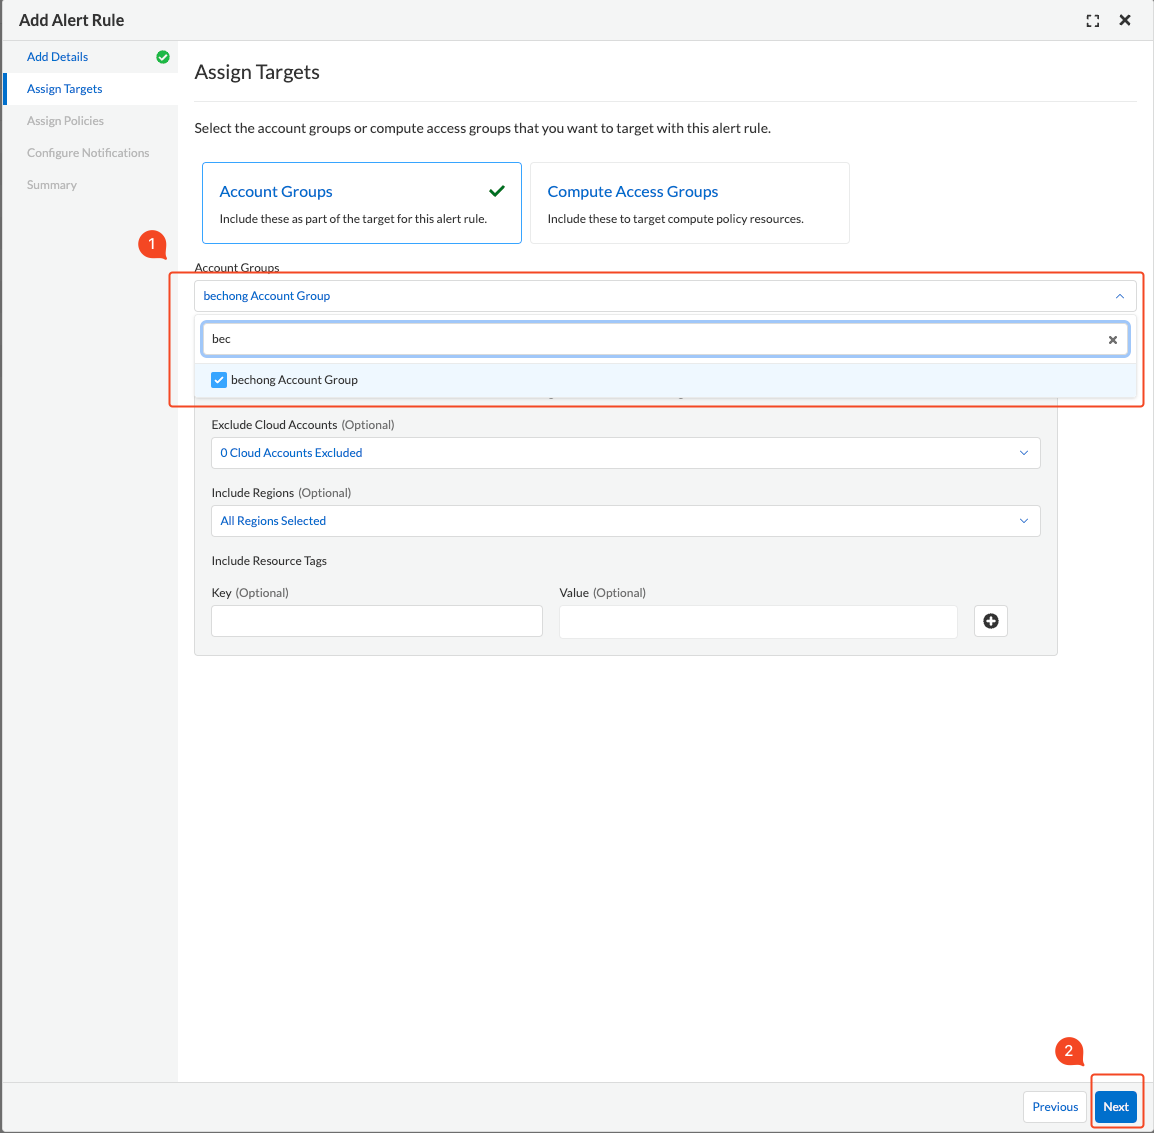 Add Alert Rule
Add Details
Assign Targets
Assign Policies
Configure Notifications
Summary
Assign Targets
Select the account groups or compute access groups that you want to target with this alert rule.
Account Groups
Include these as part of the target for this alert rule.
Compute Access Groups
Include these to target compute policy resources.
1
Account Groups
bechong Account Group
bec
bechong Account Group
Exclude Cloud Accounts (Optional)
0 Cloud Accounts Excluded
Include Regions (Optional)
All Regions Selected
Include Resource Tags
Key (Optional)
Value (Optional)
2
Previous
Next